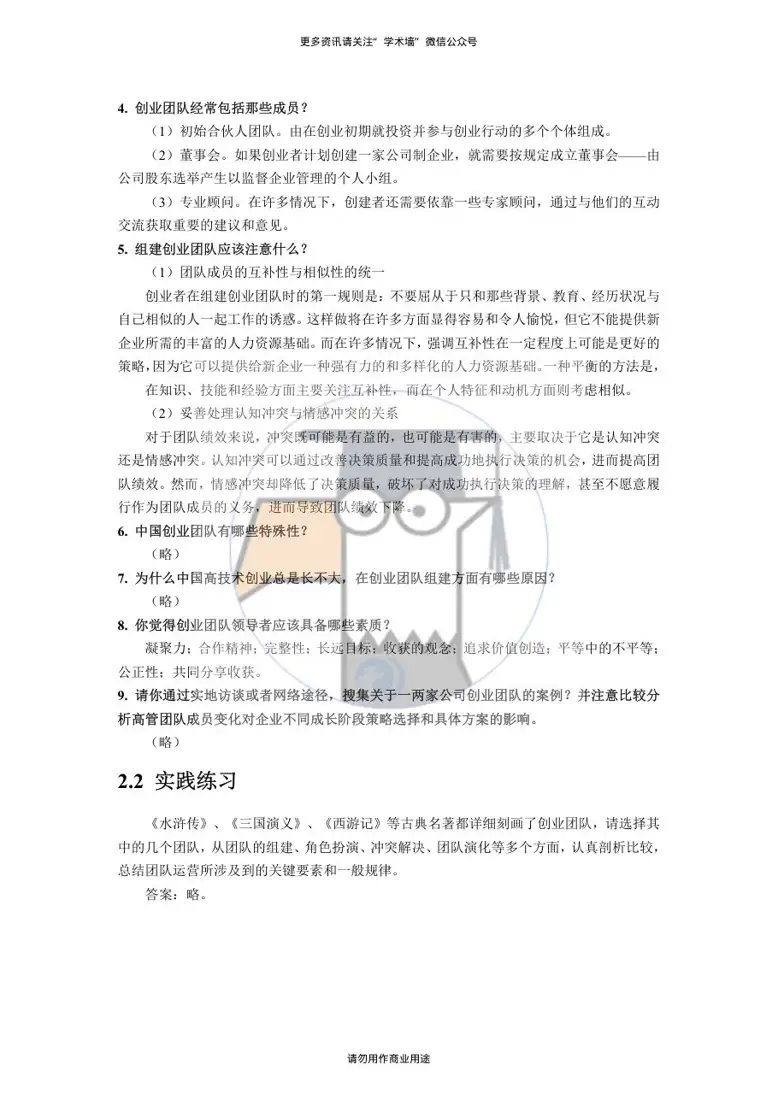 更多资讯请关注“学术墙”微信公众号
4. 创业团队经常包括那些成员？
（1）初始合伙人团队。由在创业初期就投资并参与创业行动的多个个体组成。
（2）董事会。如果创业者计划创建一家公司制企业，就需要按规定成立董事会——由
公司股东选举产生以监督企业管理的个人小组。
（3）专业顾问。在许多情况下，创建者还需要依靠一些专家顾问，通过与他们的互动
交流获取重要的建议和意见。
5. 组建创业团队应该注意什么？
（1）团队成员的互补性与相似性的统一
创业者在组建创业团队时的第一规则是：不要屈从于只和那些背景、教育、经历状况与
自己相似的人一起工作的诱惑。这样做将在许多方面显得容易和令人愉悦，但它不能提供新
企业所需的丰富的人力资源基础。而在许多情况下，强调互补性在一定程度上可能是更好的
策略，因为它可以提供给新企业一种强有力的和多样化的人力资源基础。一种平衡的方法是，
在知识、技能和经验方面主要关注互补性，而在个人特征和动机方面则考虑相似。
（2）妥善处理认知冲突与情感冲突的关系
对于团队绩效来说，冲突既可能是有益的，也可能是有害的，主要取决于它是认知冲突
还是情感冲突。认知冲突可以通过改善决策质量和提高成功地执行决策的机会，进而提高团
队绩效。然而，情感冲突却降低了决策质量，破坏了对成功执行决策的理解，甚至不愿意履
行作为团队成员的义务，进而导致团队绩效下降。
6. 中国创业团队有哪些特殊性？
（略）
7. 为什么中国高技术创业总是长不大，在创业团队组建方面有哪些原因？
（略）
8. 你觉得创业团队领导者应该具备哪些素质？
凝聚力；合作精神；完整性；长远目标；收获的观念；追求价值创造；平等中的不平等；
公正性；共同分享收获。
9. 请你通过实地访谈或者网络途径，搜集关于一两家公司创业团队的案例？并注意比较分
析高管团队成员变化对企业不同成长阶段策略选择和具体方案的影响。
（略）
2.2 实践练习
《水浒传》、《三国演义》、《西游记》等古典名著都详细刻画了创业团队，请选择其
中的几个团队，从团队的组建、角色扮演、冲突解决、团队演化等多个方面，认真剖析比较，
总结团队运营所涉及到的关键要素和一般规律。
答案：略。
请勿用作商业用途